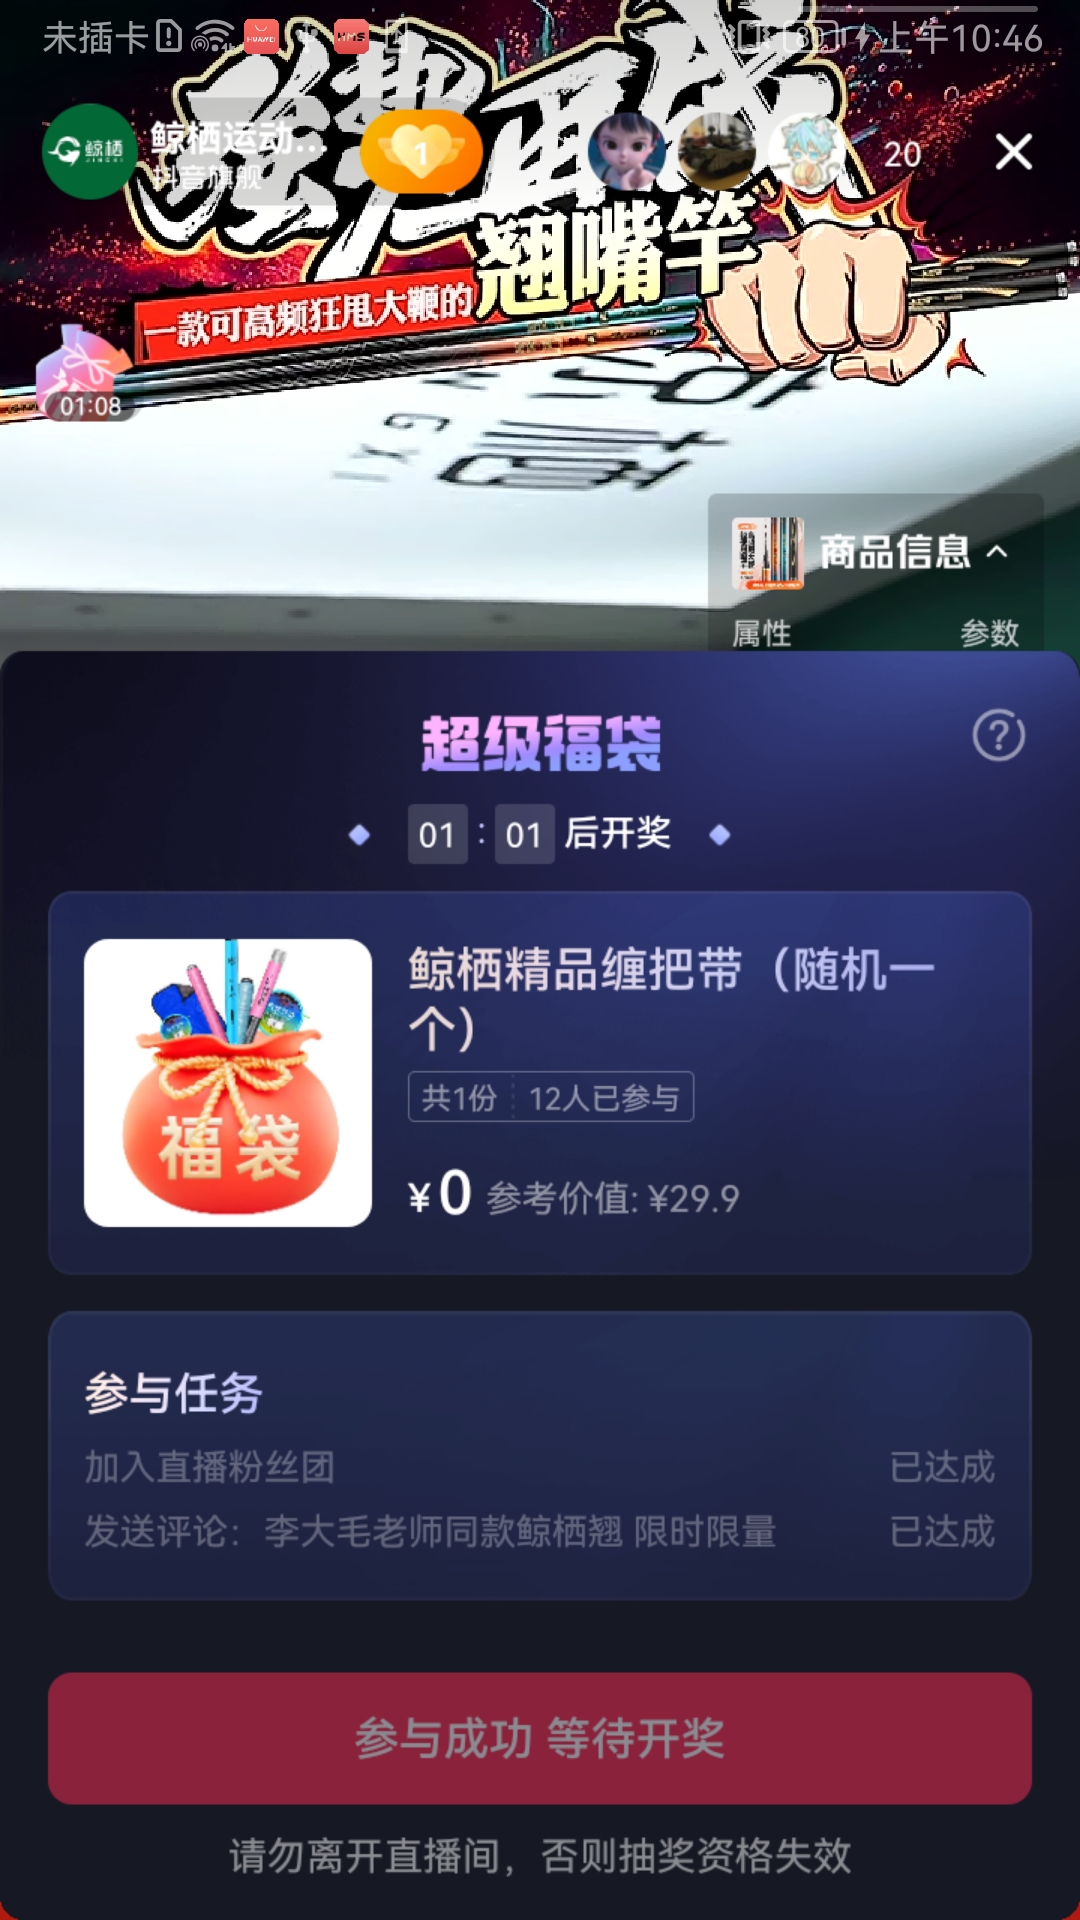 未插卡
HUAWEI
HMS
上午10:46
鲸栖
JINGXI
鲸栖运动...
抖音旗舰
1
20
翘嘴竿
一款可高频狂甩大鞭的
01:08
商品信息
属性
参数
超级福袋
01 : 01 后开奖
福袋
鲸栖精品缠把带（随机一
个）
共1份
12人已参与
¥0 参考价值: ¥29.9
参与任务
加入直播粉丝团
已达成
发送评论：李大毛老师同款鲸栖翘 限时限量
已达成
参与成功 等待开奖
请勿离开直播间，否则抽奖资格失效